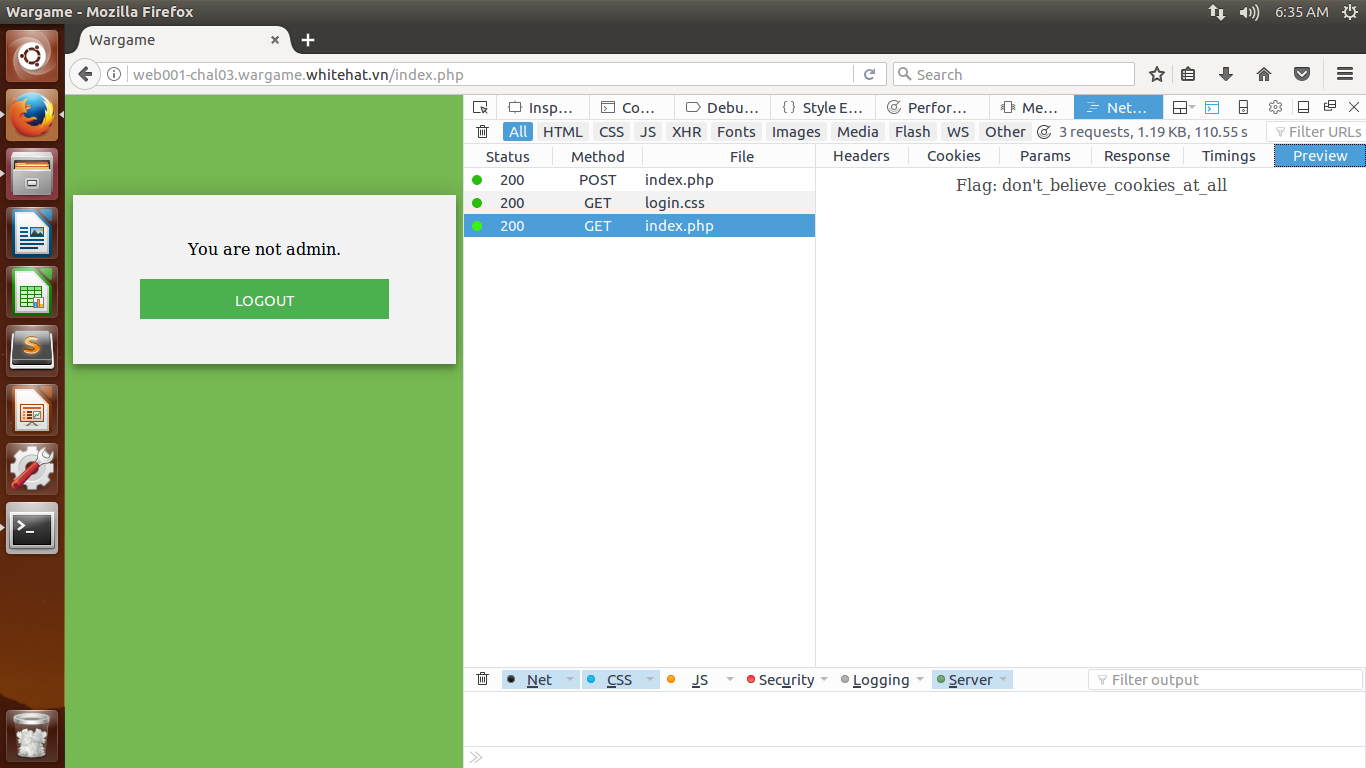 Wargame - Mozilla Firefox
6:35 AM
Wargame
web001-chal03.wargame.whitehat.vn/index.php
Search
Insp…
Co…
Debu…
Style E…
Perfor…
Me…
Net…
All
HTML
CSS
JS
XHR
Fonts
Images
Media
Flash
WS
Other
3 requests, 1.19 KB, 110.55 s
Filter URLs
Status
Method
File
Headers
Cookies
Params
Response
Timings
Preview
200 POST index.php
200 GET login.css
200 GET index.php
Flag: don't_believe_cookies_at_all
You are not admin.
LOGOUT
Net
CSS
JS
Security
Logging
Server
Filter output